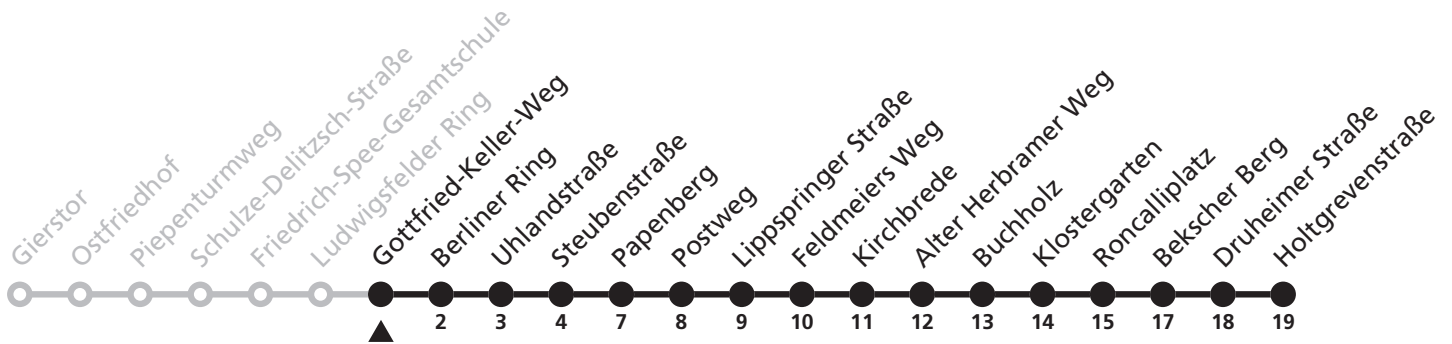 Gierstor
Ostfriedhof
Piepenturmweg
Schulze-Delitzsch-Straße
Friedrich-Spee-Gesamtschule
Ludwigsfelder Ring
Gottfried-Keller-Weg
Berliner Ring
Uhlandstraße
Steubenstraße
Papenberg
Postweg
Lippspringer Straße
Feldmeiers Weg
Kirchbrede
Alter Herbramer Weg
Buchholz
Klostergarten
Roncalliplatz
Bekscher Berg
Druheimer Straße
Holtgrevenstraße
2 3 4 7 8 9 10 11 12 13 14 15 17 18 19